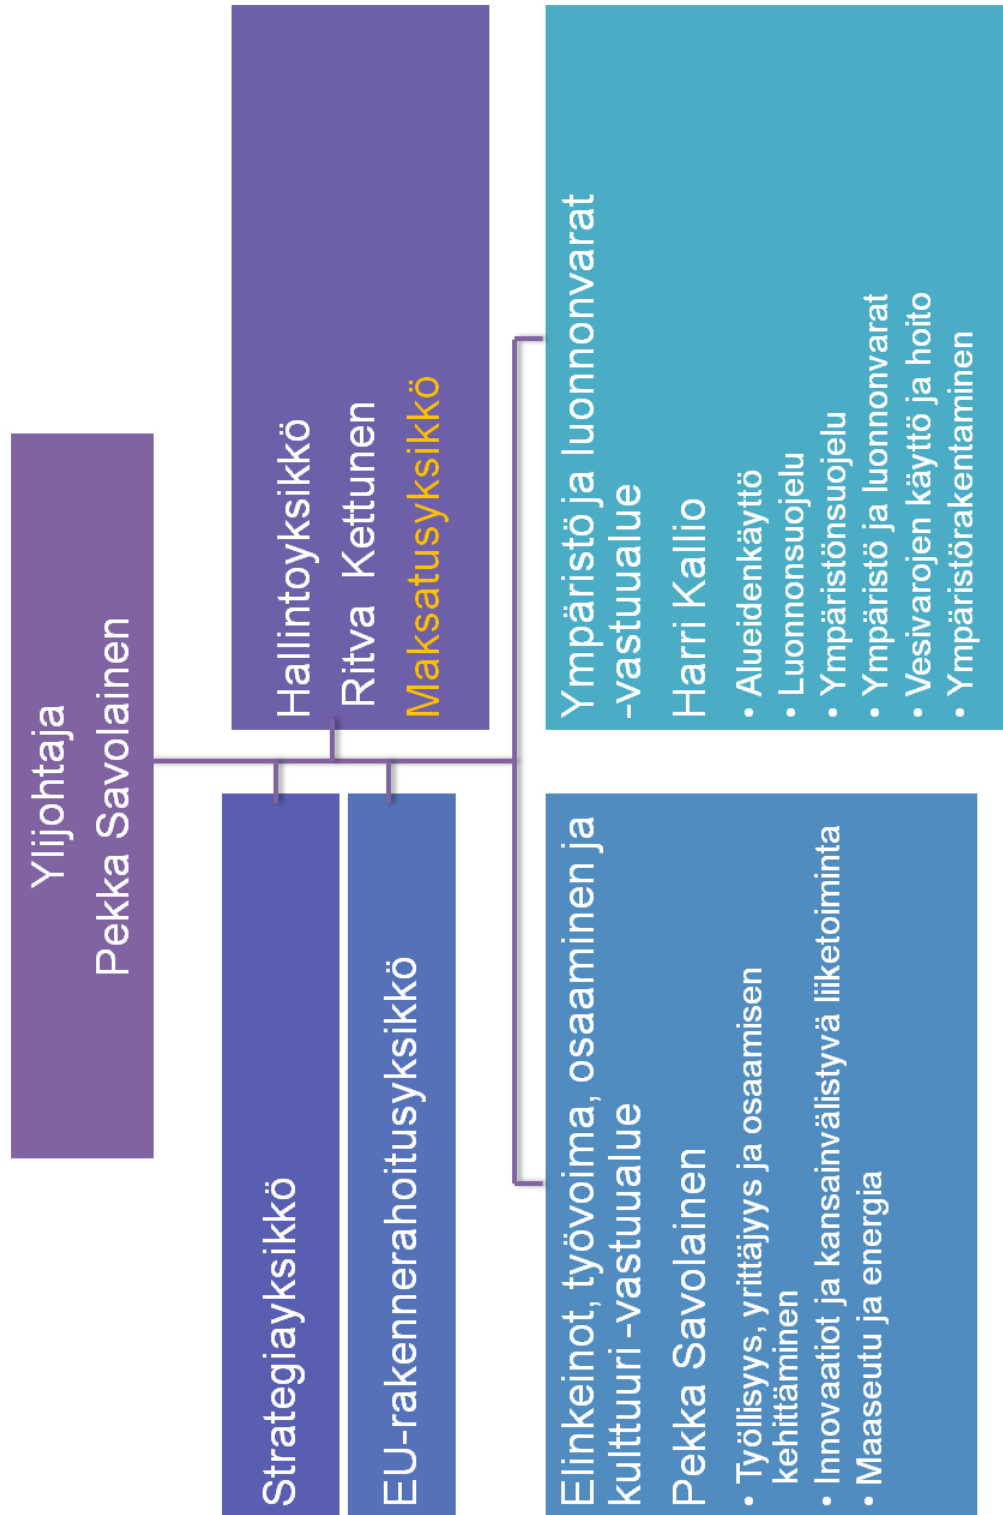 Ylijohtaja
Pekka Savolainen
Strategiayksikkö
EU-rakennerahoitusyksikkö
Hallintoyksikkö
Ritva Kettunen
Maksatusyksikkö
Elinkeinot, työvoima, osaaminen ja
kulttuuri -vastuualue
Pekka Savolainen
• Työllisyys, yrittäjyys ja osaamisen
kehittäminen
• Innovaatiot ja kansainvälistyvä liiketoiminta
• Maaseutu ja energia
Ympäristö ja luonnonvarat
-vastuualue
Harri Kallio
• Alueidenkäyttö
• Luonnonsuojelu
• Ympäristönsuojelu
• Ympäristö ja luonnonvarat
• Vesivarojen käyttö ja hoito
• Ympäristörakentaminen